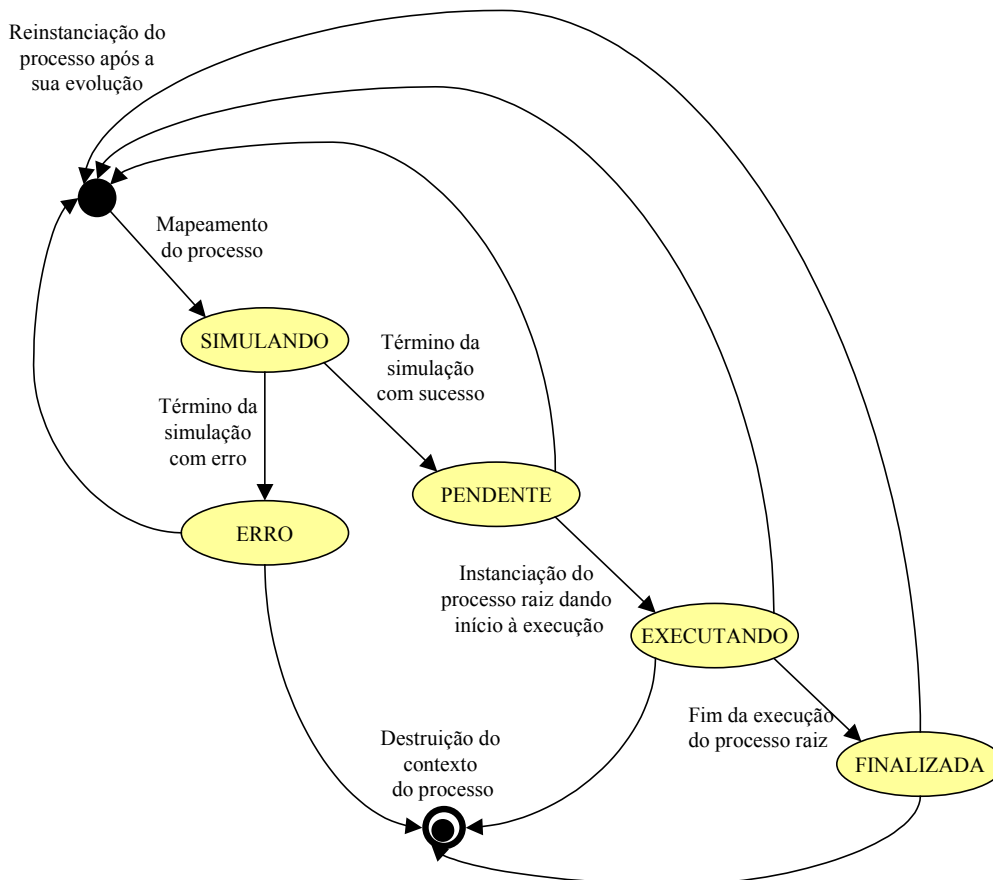 Reinstanciação do
processo após a
sua evolução
Mapeamento
do processo
SIMULANDO
Término da
simulação
com sucesso
Término da
simulação
com erro
PENDENTE
ERRO
Instanciação do
processo raiz dando
início à execução
EXECUTANDO
Fim da execução
do processo raiz
FINALIZADA
Destruição do
contexto
do processo